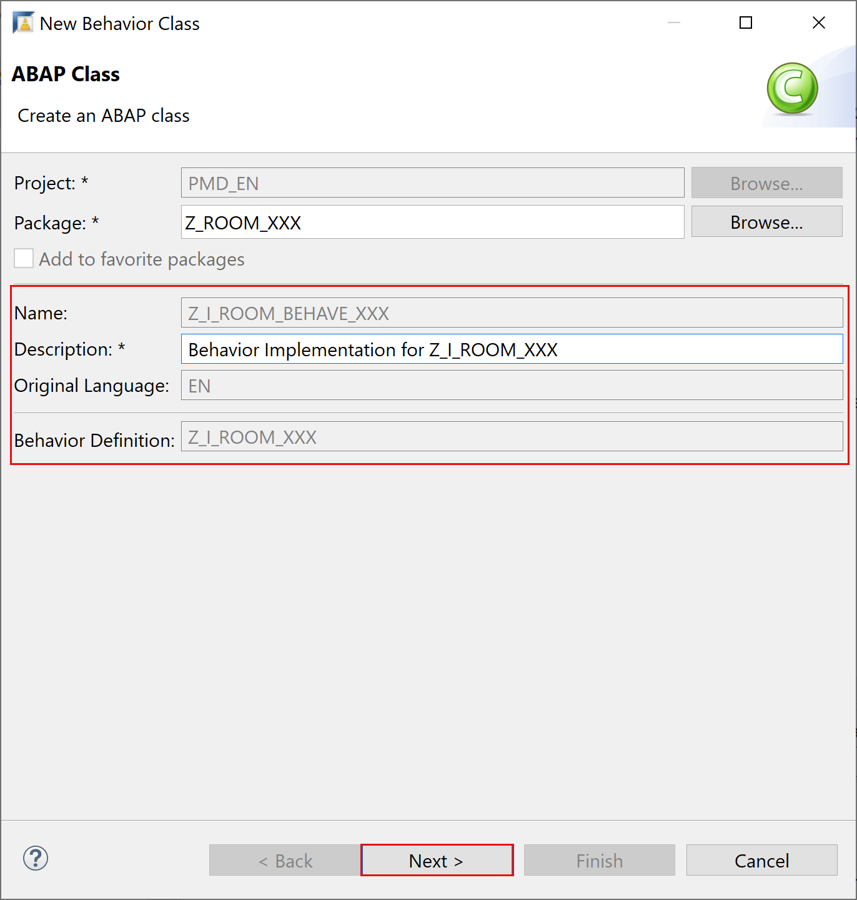 New Behavior Class
ABAP Class
Create an ABAP class
C
Project: * PMD_EN Browse...
Package: * Z_ROOM_XXX Browse...
Add to favorite packages
Name: Z_I_ROOM_BEHAVE_XXX
Description: * Behavior Implementation for Z_I_ROOM_XXX
Original Language: EN
Behavior Definition: Z_I_ROOM_XXX
? < Back Next > Finish Cancel